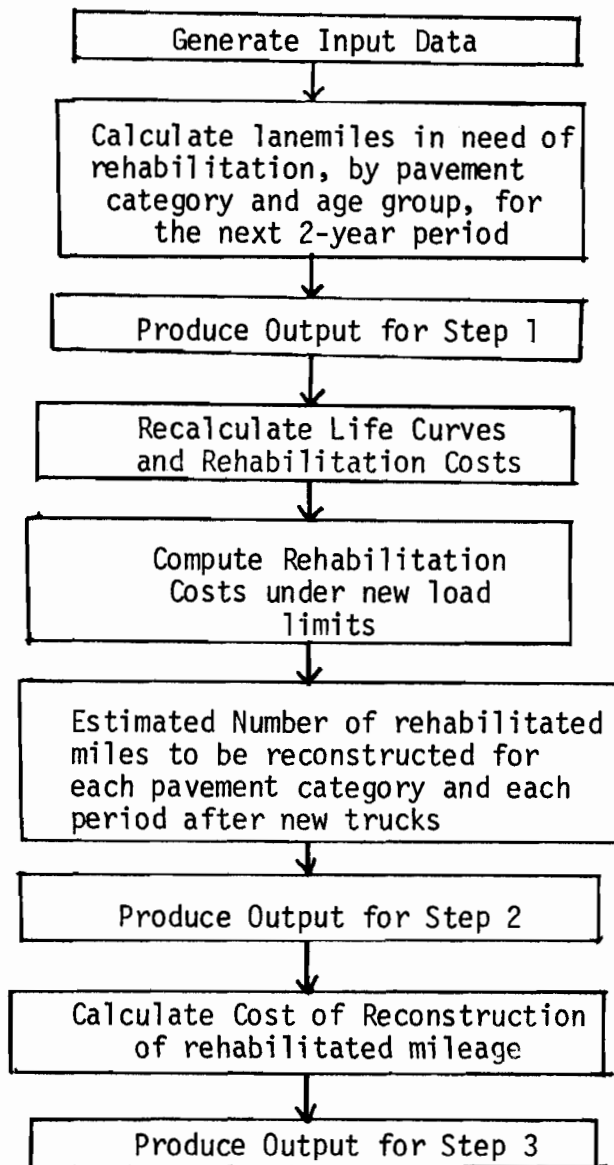 Generate Input Data
Calculate lanemiles in need of
rehabilitation, by pavement
category and age group, for
the next 2-year period
Produce Output for Step 1
Recalculate Life Curves
and Rehabilitation Costs
Compute Rehabilitation
Costs under new load
limits
Estimated Number of rehabilitated
miles to be reconstructed for
each pavement category and each
period after new trucks
Produce Output for Step 2
Calculate Cost of Reconstruction
of rehabilitated mileage
Produce Output for Step 3